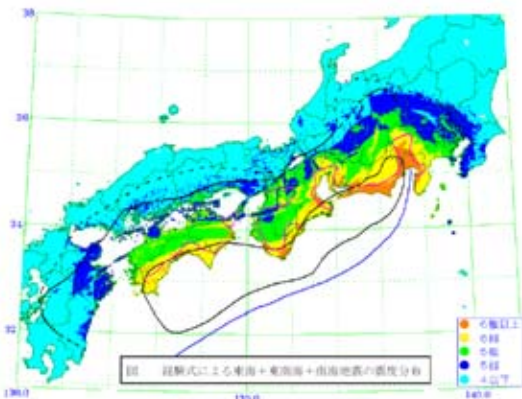 38
36
34
32
130.0
140.0
6強以上
6弱
5強
5弱
4以下
図 経験式による東海+東南海+南海地震の震度分布